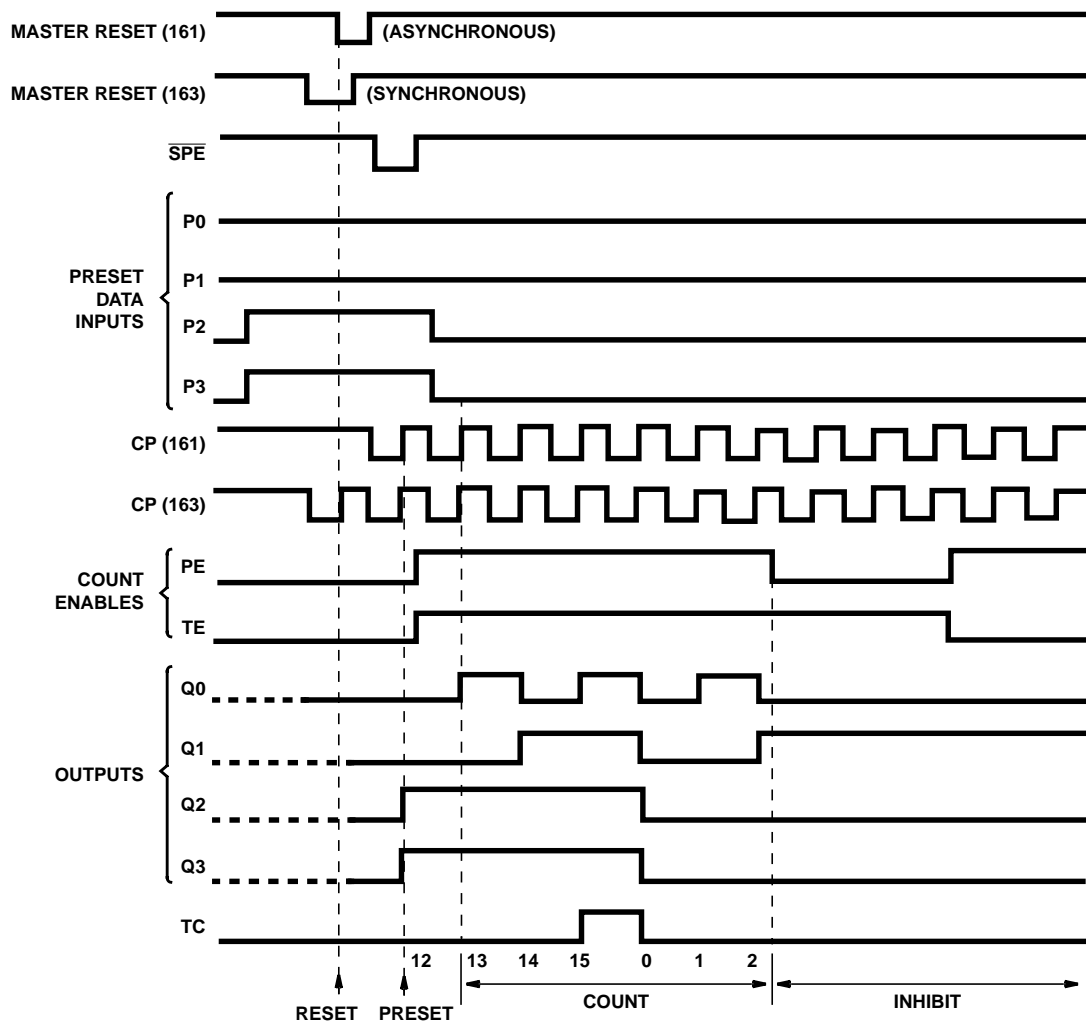 MASTER RESET (161)
(ASYNCHRONOUS)
MASTER RESET (163)
(SYNCHRONOUS)
SPE
P0
P1
PRESET
DATA
INPUTS
P2
P3
CP (161)
CP (163)
PE
COUNT
ENABLES
TE
Q0
Q1
OUTPUTS
Q2
Q3
TC
12 13 14 15 0 1 2
RESET PRESET COUNT INHIBIT